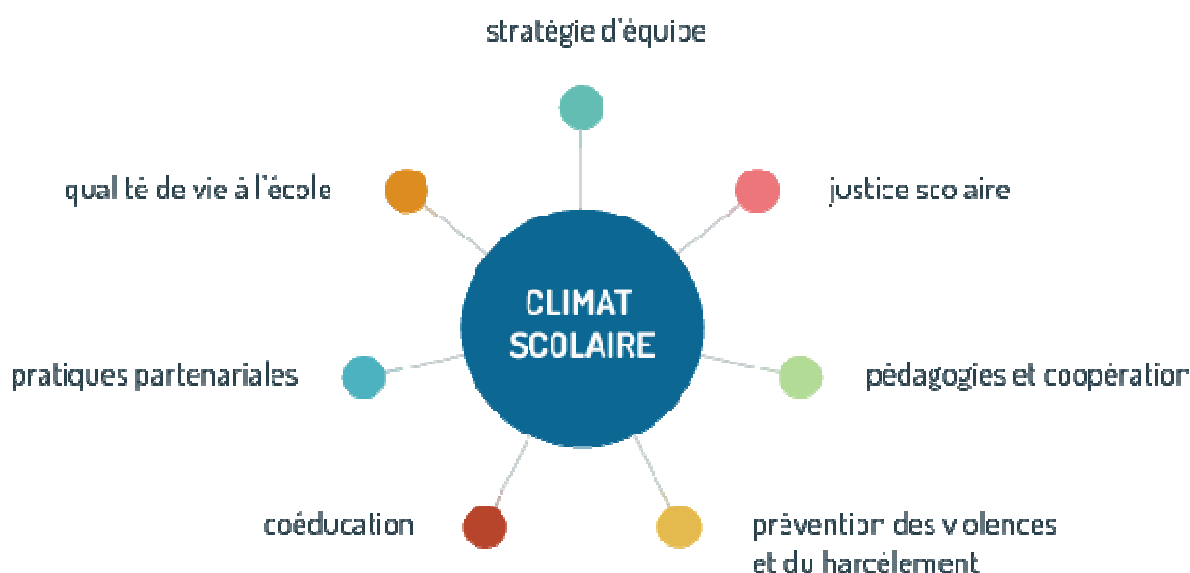 stratégie d'équipe
qualité de vie à l'école
justice scolaire
CLIMAT
SCOLAIRE
pratiques partenariales
pédagogies et coopération
coéducation
prévention des violences
et du harcèlement